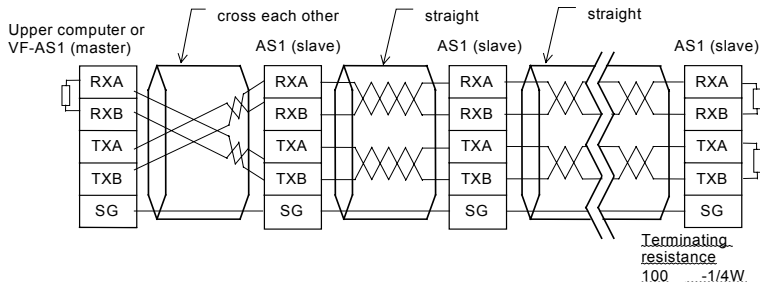 cross each other
straight
straight
Upper computer or
VF-AS1 (master)
AS1 (slave)
AS1 (slave)
AS1 (slave)
RXA
RXB
TXA
TXB
SG
RXA
RXB
TXA
TXB
SG
RXA
RXB
TXA
TXB
SG
RXA
RXB
TXA
TXB
SG
Terminating
resistance
100 -1/4W